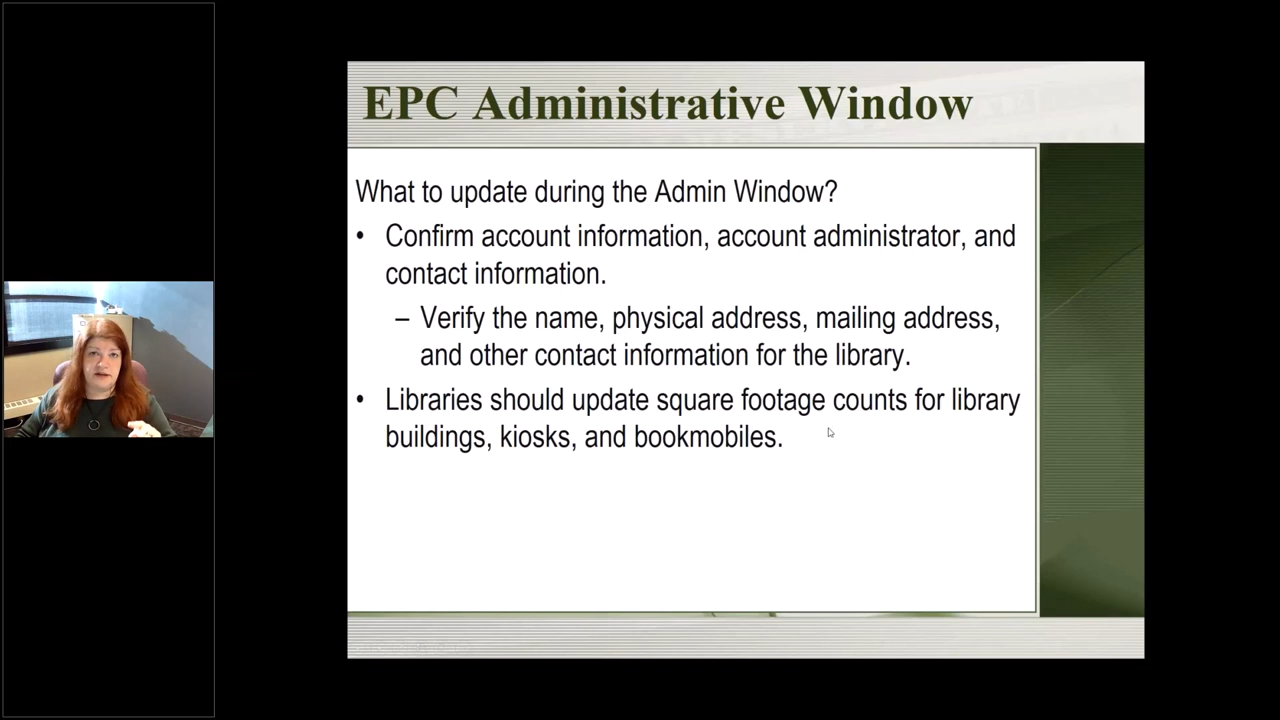 EPC Administrative Window
What to update during the Admin Window?
• Confirm account information, account administrator, and
contact information.
– Verify the name, physical address, mailing address,
and other contact information for the library.
• Libraries should update square footage counts for library
buildings, kiosks, and bookmobiles.